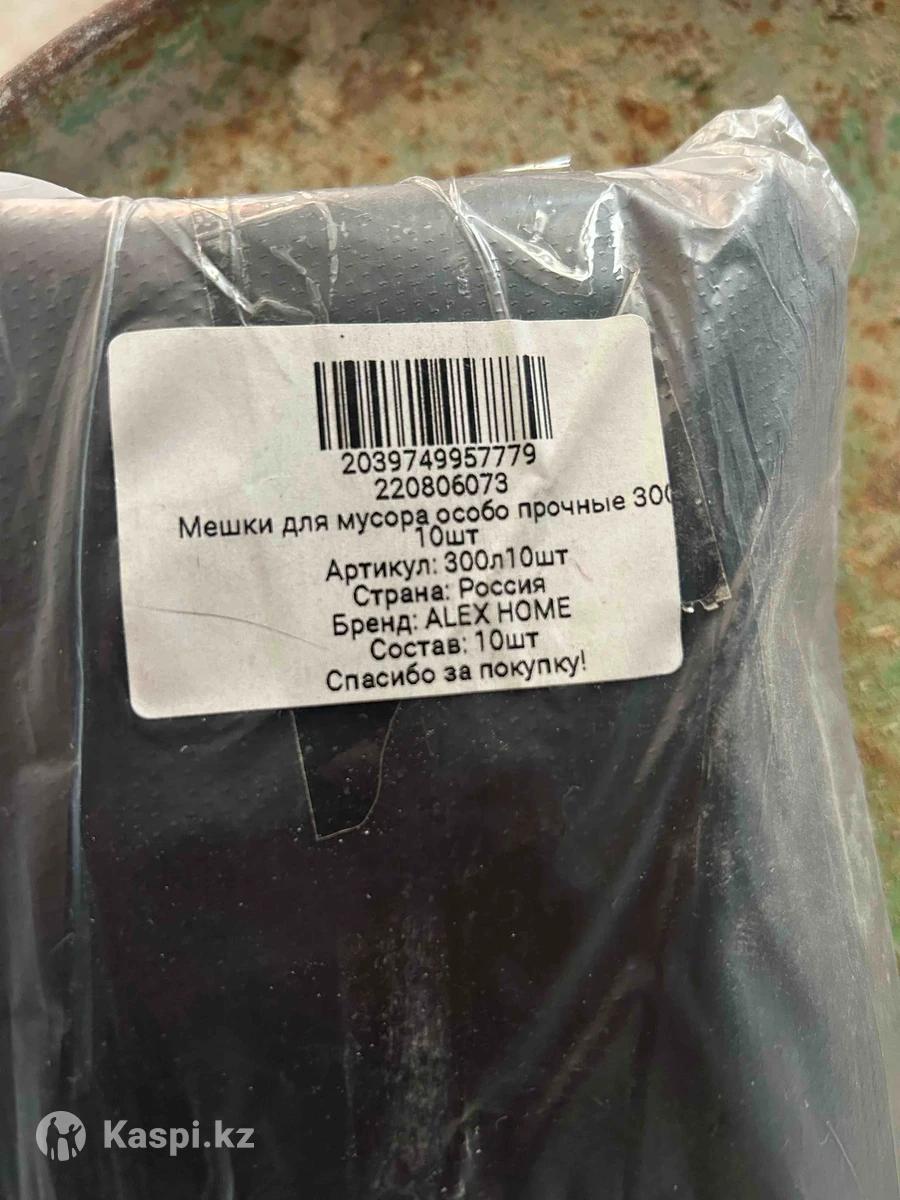 2039749957779
220806073
Мешки для мусора особо прочные 300
10шт
Артикул: 300л10шт
Страна: Россия
Бренд: ALEX HOME
Состав: 10шт
Спасибо за покупку!
Kaspi.kz